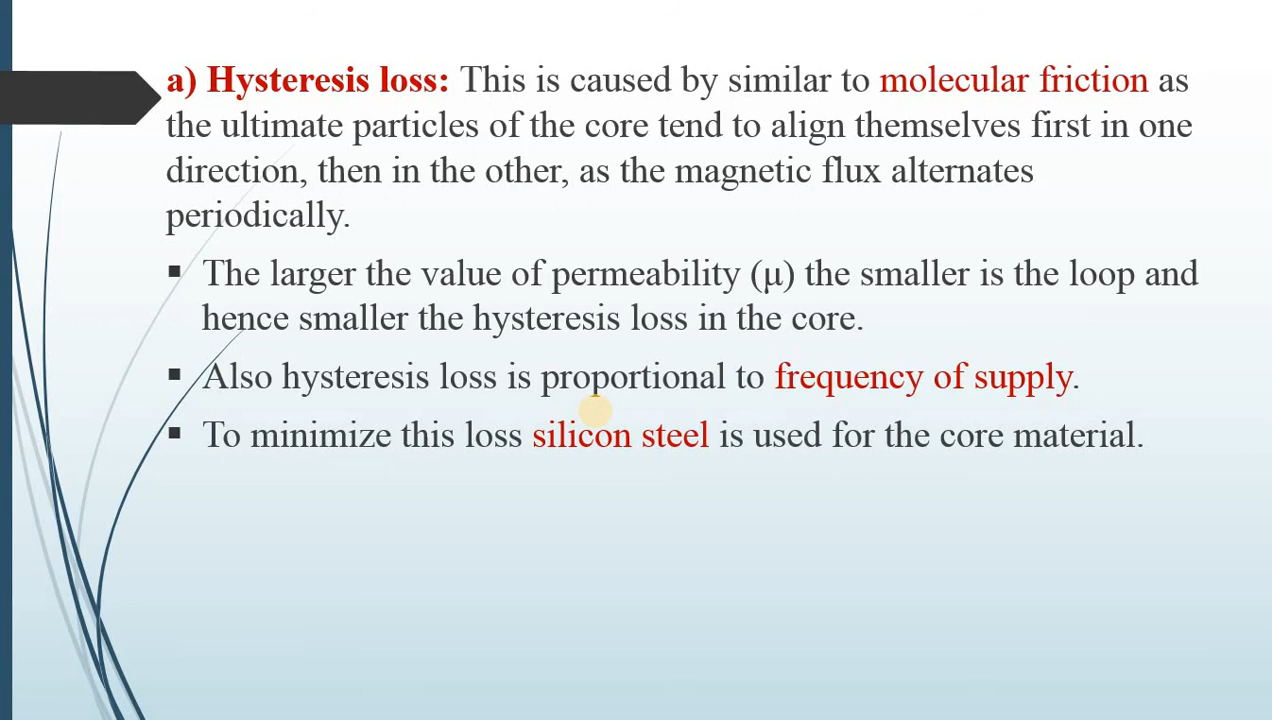 a) Hysteresis loss: This is caused by similar to molecular friction as
the ultimate particles of the core tend to align themselves first in one
direction, then in the other, as the magnetic flux alternates
periodically.
▪ The larger the value of permeability (μ) the smaller is the loop and
hence smaller the hysteresis loss in the core.
▪ Also hysteresis loss is proportional to frequency of supply.
▪ To minimize this loss silicon steel is used for the core material.